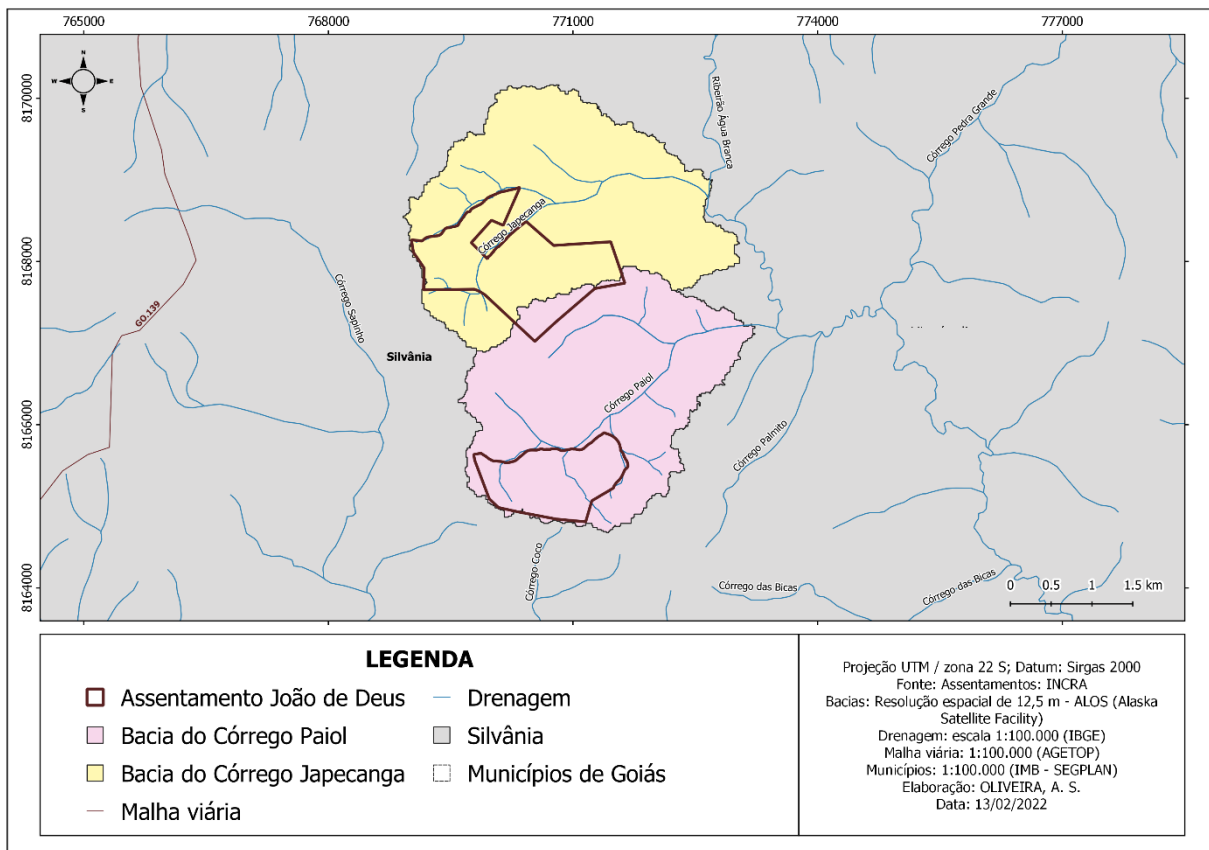 765000
768000
771000
774000
777000
N
W
E
S
8170000
8168000
8166000
8164000
Ribeirão Água Branca
Córrego Pedra Grande
Córrego Japecanga
Córrego Sapinho
GO.139
Silvânia
Córrego Paiol
Córrego Palmito
Córrego Coco
Córrego das Bicas
Córrego das Bicas
0 0.5 1 1.5 km
LEGENDA
Assentamento João de Deus
Bacia do Córrego Paiol
Bacia do Córrego Japecanga
Malha viária
Drenagem
Silvânia
Municípios de Goiás
Projeção UTM / zona 22 S; Datum: Sirgas 2000
Fonte: Assentamentos: INCRA
Bacias: Resolução espacial de 12,5 m - ALOS (Alaska
Satellite Facility)
Drenagem: escala 1:100.000 (IBGE)
Malha viária: 1:100.000 (AGETOP)
Municípios: 1:100.000 (IMB - SEGPLAN)
Elaboração: OLIVEIRA, A. S.
Data: 13/02/2022